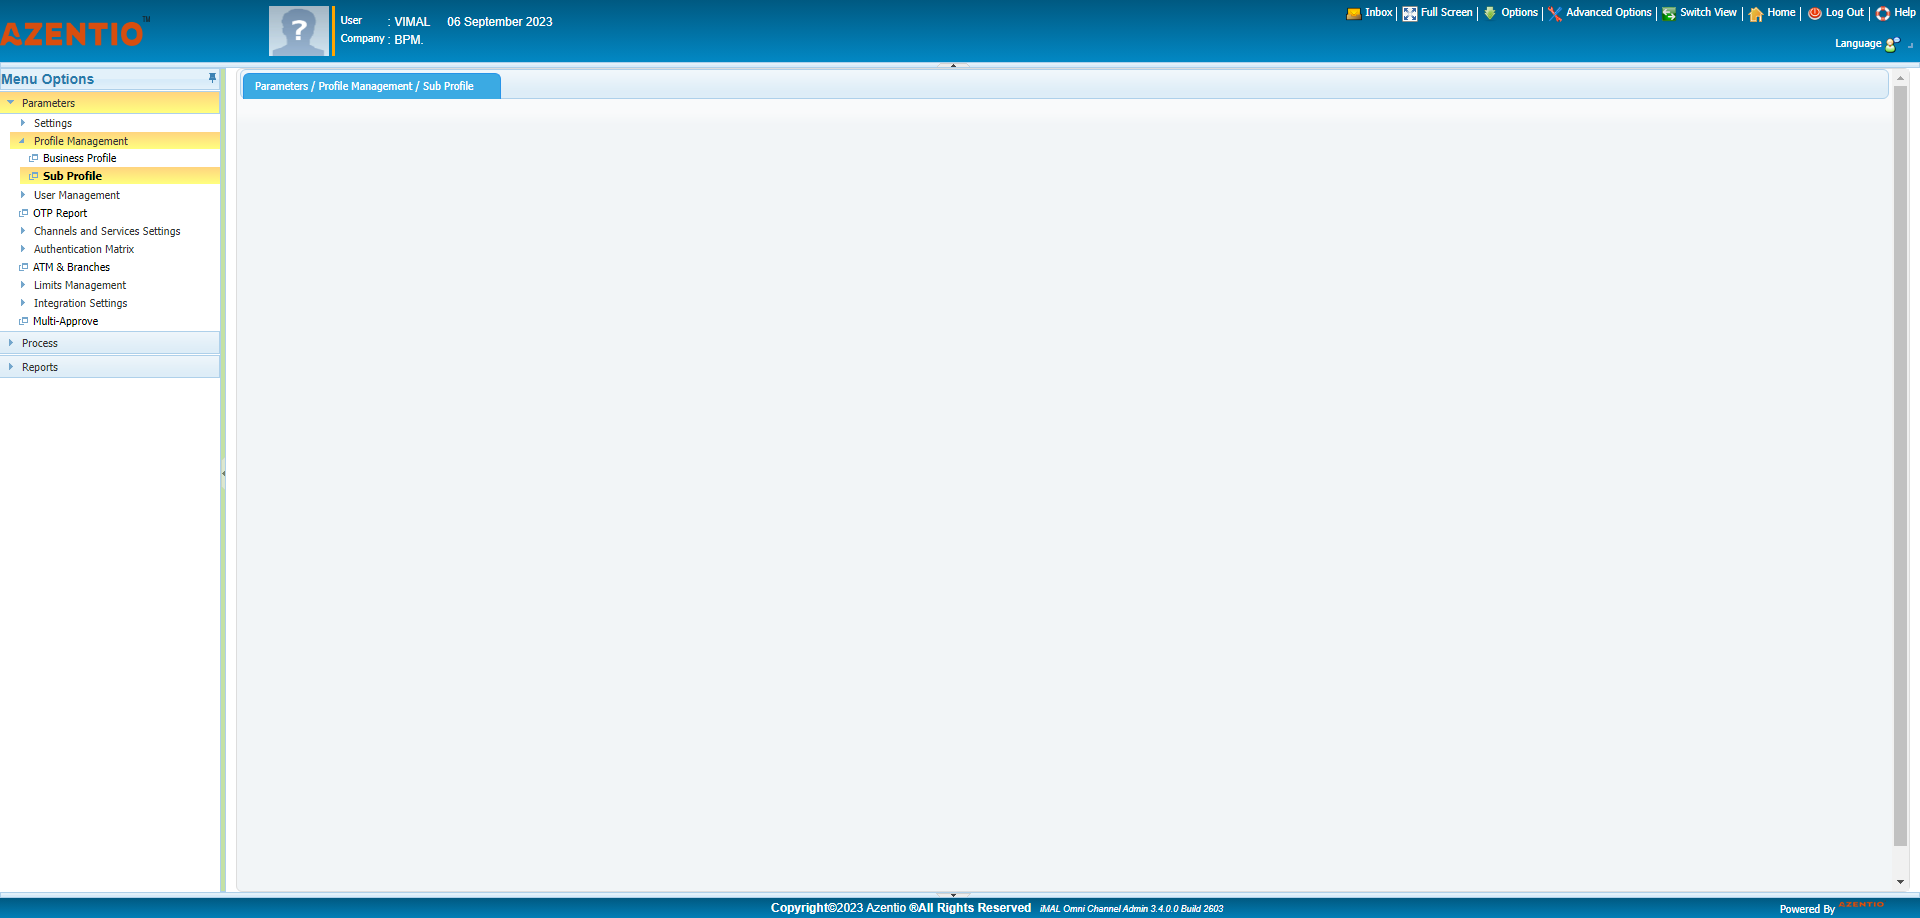 AZENTIO™
User : VIMAL 06 September 2023
Company : BPM.
Inbox | Full Screen | Options | Advanced Options | Switch View | Home | Log Out | Help
Language
Menu Options
Parameters
Settings
Profile Management
Business Profile
Sub Profile
User Management
OTP Report
Channels and Services Settings
Authentication Matrix
ATM & Branches
Limits Management
Integration Settings
Multi-Approve
Process
Reports
Parameters / Profile Management / Sub Profile
?
Copyright©2023 Azentio ®All Rights Reserved iMAL Omni Channel Admin 3.4.0.0 Build 2603
Powered By AZENTIO